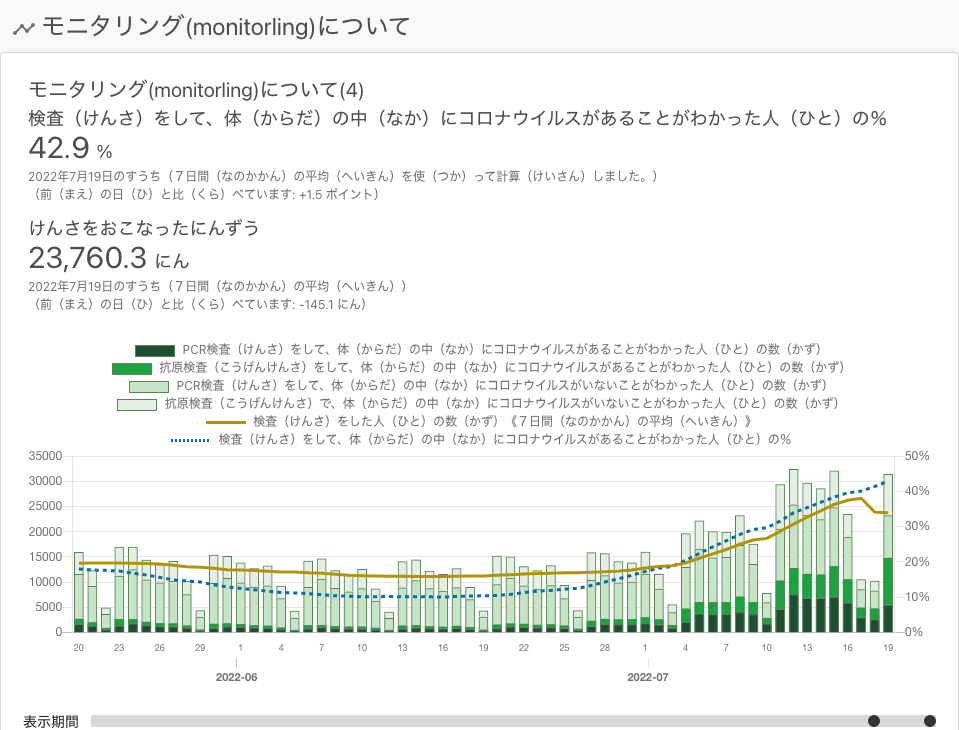 モニタリング(monitorling)について
モニタリング(monitorling)について(4)
検査（けんさ）をして、体（からだ）の中（なか）にコロナウイルスがあることがわかった人（ひと）の%
42.9 %
2022年7月19日のすうち（７日間（なのかかん）の平均（へいきん）を使（つか）って計算（けいさん）しました。）
（前（まえ）の日（ひ）と比（くら）べています: +1.5 ポイント）
けんさをおこなったにんずう
23,760.3 にん
2022年7月19日のすうち（７日間（なのかかん）の平均（へいきん））
（前（まえ）の日（ひ）と比（くら）べています: -145.1 にん）
PCR検査（けんさ）をして、体（からだ）の中（なか）にコロナウイルスがあることがわかった人（ひと）の数（かず）
抗原検査（こうげんけんさ）をして、体（からだ）の中（なか）にコロナウイルスがあることがわかった人（ひと）の数（かず）
PCR検査（けんさ）をして、体（からだ）の中（なか）にコロナウイルスがいないことがわかった人（ひと）の数（かず）
抗原検査（こうげんけんさ）で、体（からだ）の中（なか）にコロナウイルスがいないことがわかった人（ひと）の数（かず）
検査（けんさ）をした人（ひと）の数（かず）《７日間（なのかかん）の平均（へいきん）》
検査（けんさ）をして、体（からだ）の中（なか）にコロナウイルスがあることがわかった人（ひと）の%
35000 50%
30000 40%
25000
20000 30%
15000 20%
10000 10%
5000
0 0%
20 23 26 29 1 4 7 10 13 16 19 22 25 28 1 4 7 10 13 16 19
2022-06 2022-07
表示期間